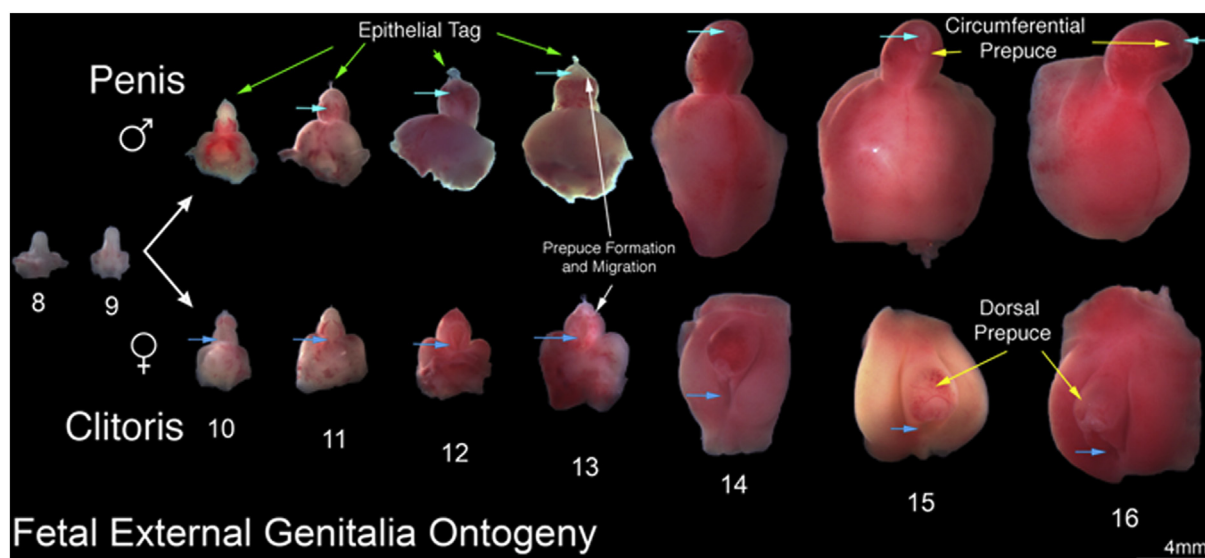 Epithelial Tag
Circumferential
Prepuce
Penis
♂
Prepuce Formation
and Migration
8
9
Dorsal
Prepuce
♀
Clitoris
10
11
12
13
14
15
16
Fetal External Genitalia Ontogeny
4mm